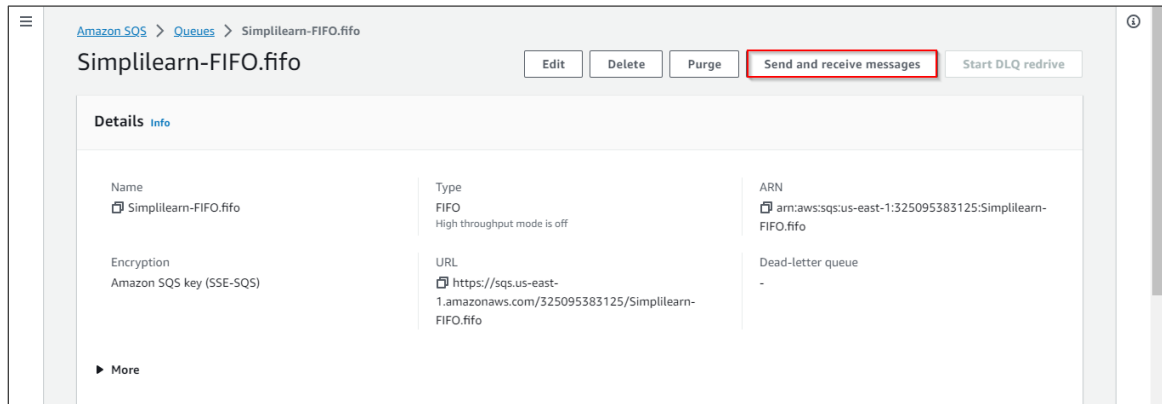 Amazon SQS > Queues > Simplilearn-FIFO.fifo
Simplilearn-FIFO.fifo
Edit
Delete
Purge
Send and receive messages
Start DLQ redrive
Details Info
Name
Simplilearn-FIFO.fifo
Type
FIFO
High throughput mode is off
ARN
arn:aws:sqs:us-east-1:325095383125:Simplilearn-
FIFO.fifo
Encryption
Amazon SQS key (SSE-SQS)
URL
https://sqs.us-east-
1.amazonaws.com/325095383125/Simplilearn-
FIFO.fifo
Dead-letter queue
-
More